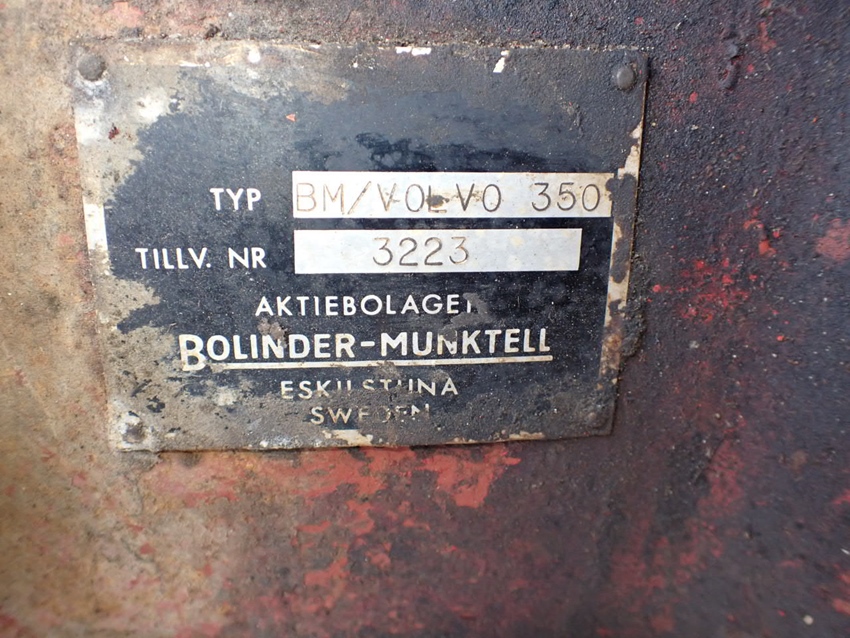 TYP BM/VOLVO 350
TILLV. NR 3223
AKTIEBOLAGET
BOLINDER-MUNKTELL
ESKILSTUNA
SWEDEN